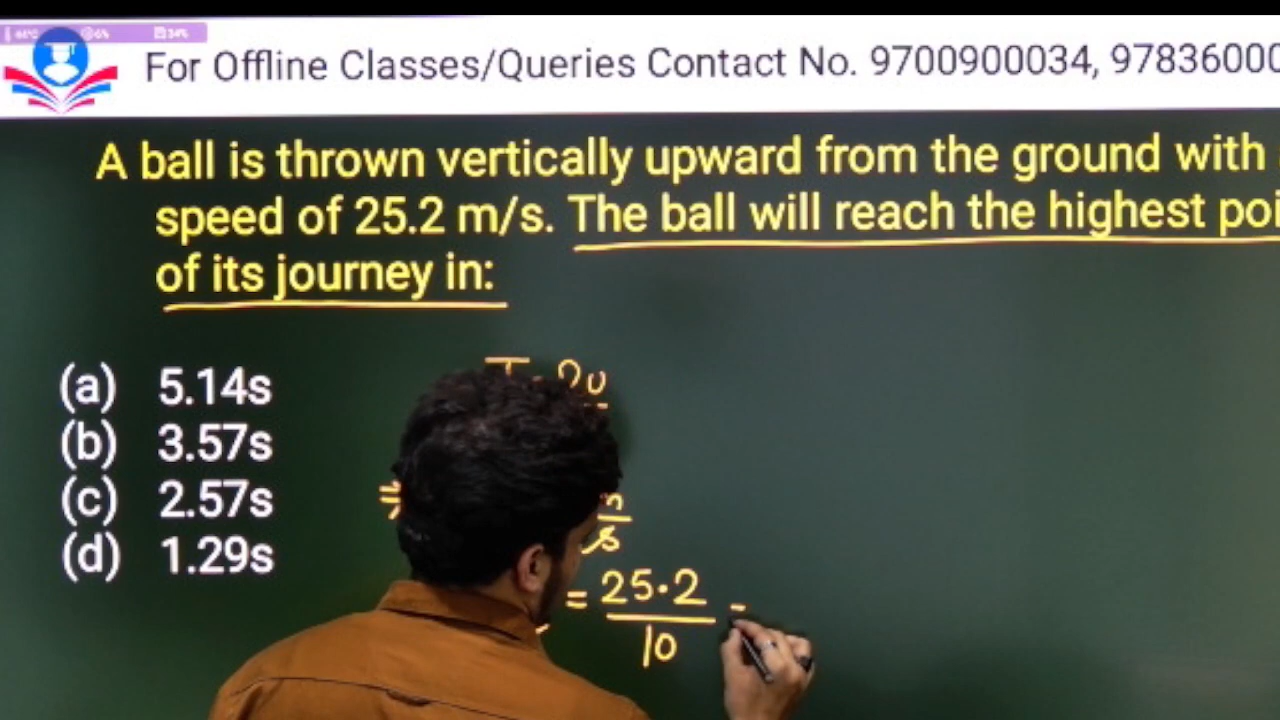 For Offline Classes/Queries Contact No. 9700900034, 97836000
A ball is thrown vertically upward from the ground with
speed of 25.2 m/s. The ball will reach the highest poi
of its journey in:
(a) 5.14s
(b) 3.57s
(c) 2.57s
(d) 1.29s
= 25.2 =
10